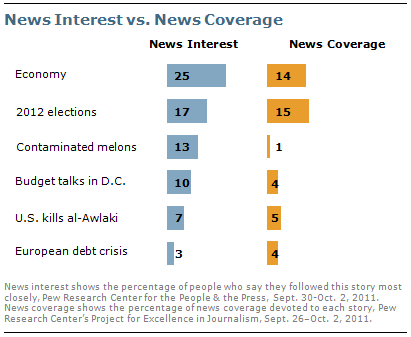 News Interest vs. News Coverage
News Interest News Coverage
Economy 25 14
2012 elections 17 15
Contaminated melons 13 1
Budget talks in D.C. 10 4
U.S. kills al-Awlaki 7 5
European debt crisis 3 4
News interest shows the percentage of people who say they followed this story most
closely, Pew Research Center for the People & the Press, Sept. 30-Oct. 2, 2011.
News coverage shows the percentage of news coverage devoted to each story, Pew
Research Center's Project for Excellence in Journalism, Sept. 26–Oct. 2, 2011.